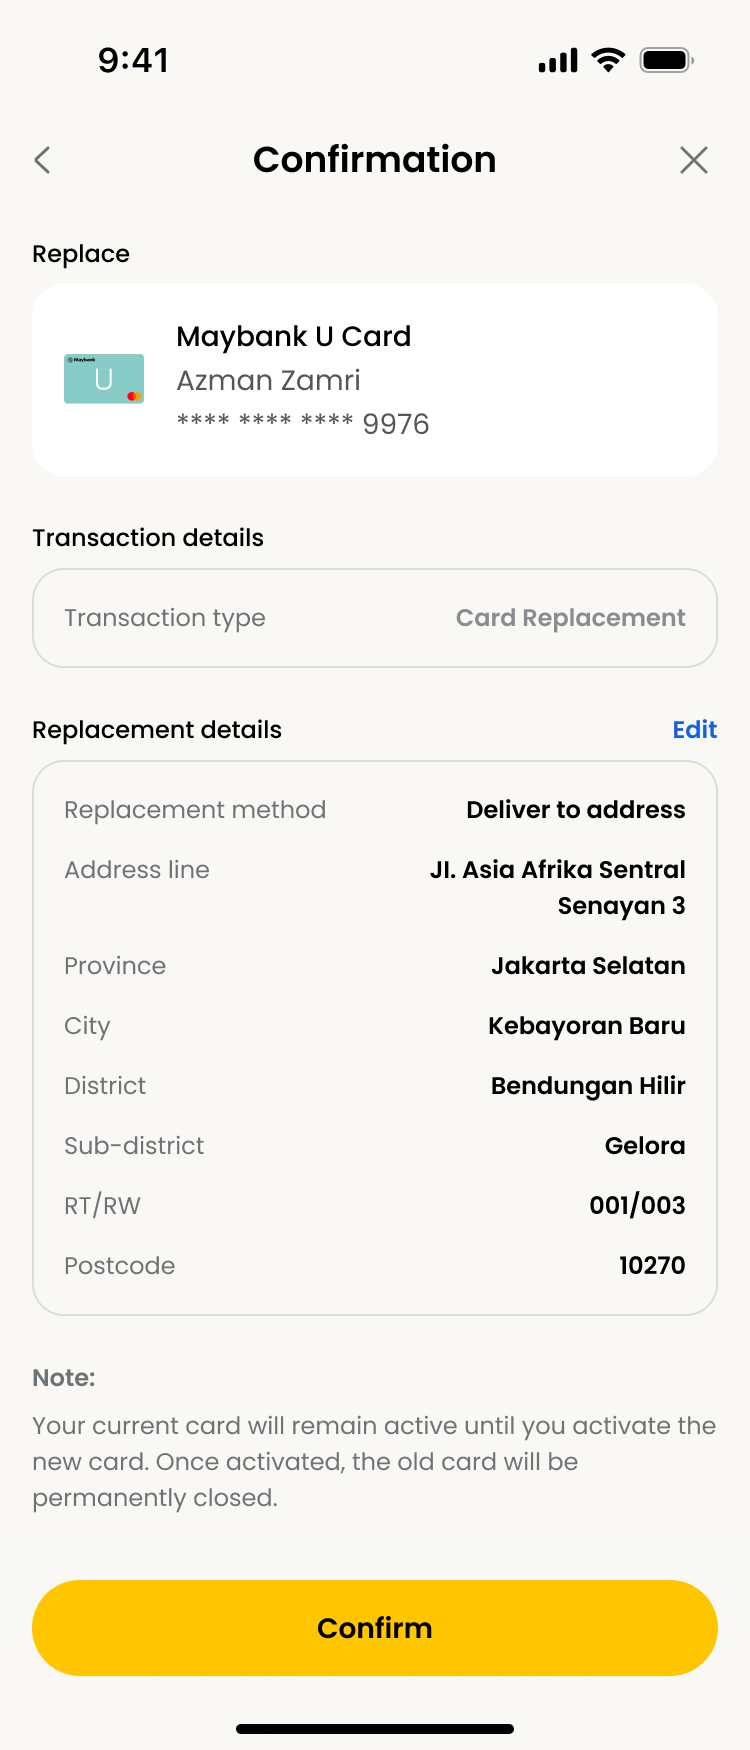 9:41
Confirmation
Replace
Maybank
U
Maybank U Card
Azman Zamri
**** **** **** 9976
Transaction details
Transaction type Card Replacement
Replacement details Edit
Replacement method Deliver to address
Address line Jl. Asia Afrika Sentral
Senayan 3
Province Jakarta Selatan
City Kebayoran Baru
District Bendungan Hilir
Sub-district Gelora
RT/RW 001/003
Postcode 10270
Note:
Your current card will remain active until you activate the
new card. Once activated, the old card will be
permanently closed.
Confirm